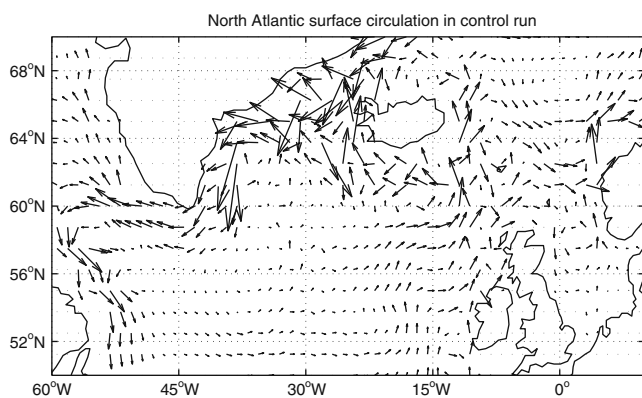 North Atlantic surface circulation in control run
68°N
64°N
60°N
56°N
52°N
60°W 45°W 30°W 15°W 0°